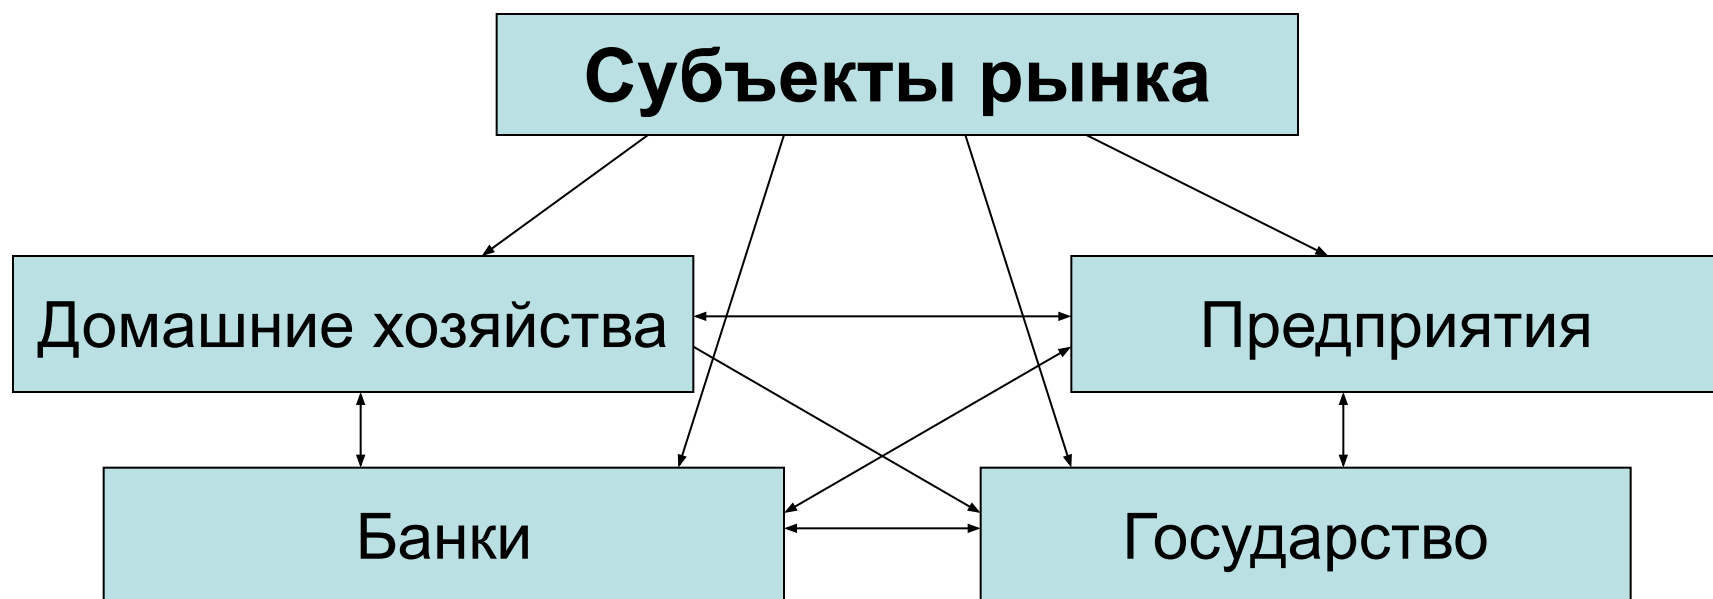 Субъекты рынка
Домашние хозяйства
Предприятия
Банки
Государство